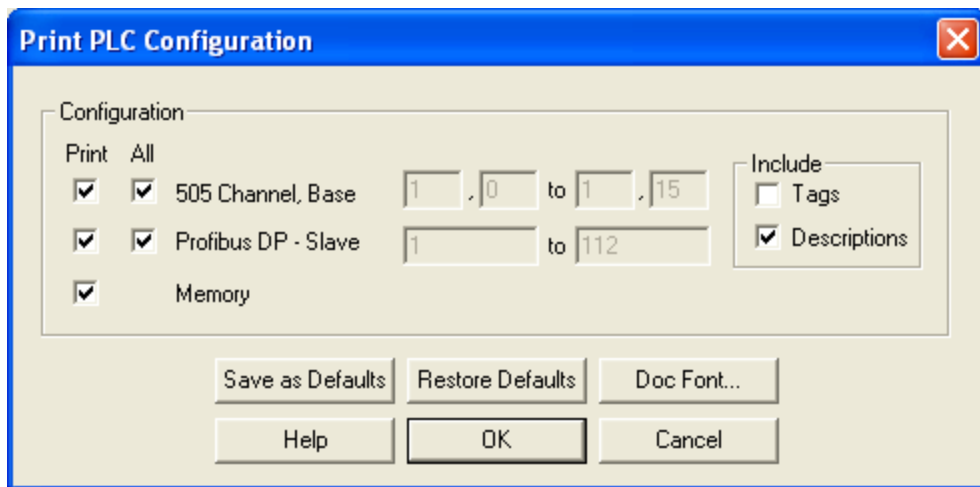 Print PLC Configuration
Configuration
Print All
505 Channel, Base 1 , 0 to 1 , 15
Profibus DP - Slave 1 to 112
Memory
Include
Tags
Descriptions
Save as Defaults Restore Defaults Doc Font...
Help OK Cancel